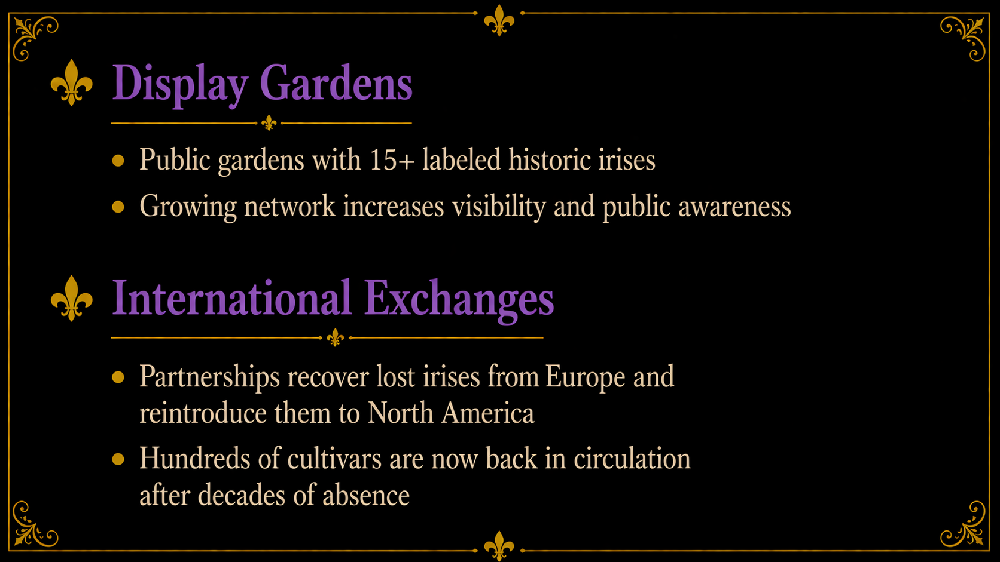 Display Gardens
Public gardens with 15+ labeled historic irises
Growing network increases visibility and public awareness
International Exchanges
Partnerships recover lost irises from Europe and
reintroduce them to North America
Hundreds of cultivars are now back in circulation
after decades of absence